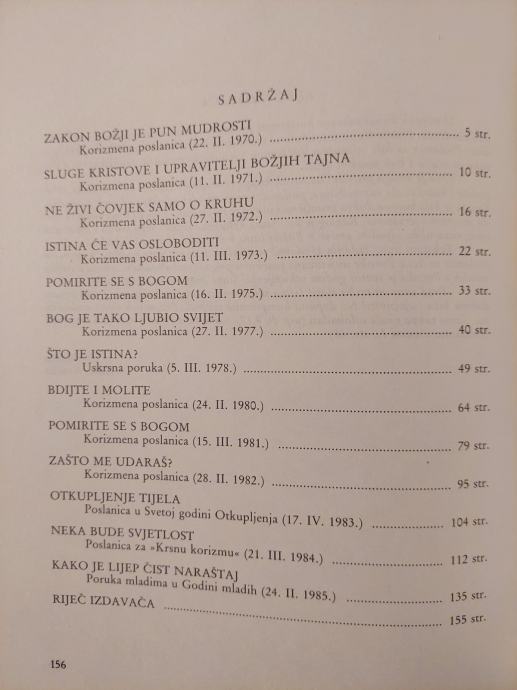 SADRŽAJ
ZAKON BOŽJI JE PUN MUDROSTI
Korizmena poslanica (22. II. 1970.) ........ 5 str.
SLUGE KRISTOVE I UPRAVITELJI BOŽJIH TAJNA
Korizmena poslanica (11. II. 1971.) ........ 10 str.
NE ŽIVI ČOVJEK SAMO O KRUHU
Korizmena poslanica (27. II. 1972.) ........ 16 str.
ISTINA ĆE VAS OSLOBODITI
Korizmena poslanica (11. III. 1973.) ........ 22 str.
POMIRITE SE S BOGOM
Korizmena poslanica (16. II. 1975.) ........ 33 str.
BOG JE TAKO LJUBIO SVIJET
Korizmena poslanica (27. II. 1977.) ........ 40 str.
ŠTO JE ISTINA?
Uskrsna poruka (5. III. 1978.) ........ 49 str.
BDIJTE I MOLITE
Korizmena poslanica (24. II. 1980.) ........ 64 str.
POMIRITE SE S BOGOM
Korizmena poslanica (15. III. 1981.) ........ 79 str.
ZAŠTO ME UDARAŠ?
Korizmena poslanica (28. II. 1982.) ........ 95 str.
OTKUPLJENJE TIJELA
Poslanica u Svetoj godini Otkupljenja (17. IV. 1983.) ........ 104 str.
NEKA BUDE SVJETLOST
Poslanica za »Krsnu korizmu« (21. III. 1984.) ........ 112 str.
KAKO JE LIJEP ČIST NARAŠTAJ
Poruka mladima u Godini mladih (24. II. 1985.) ........ 135 str.
RIJEČ IZDAVAČA ........ 155 str.
156